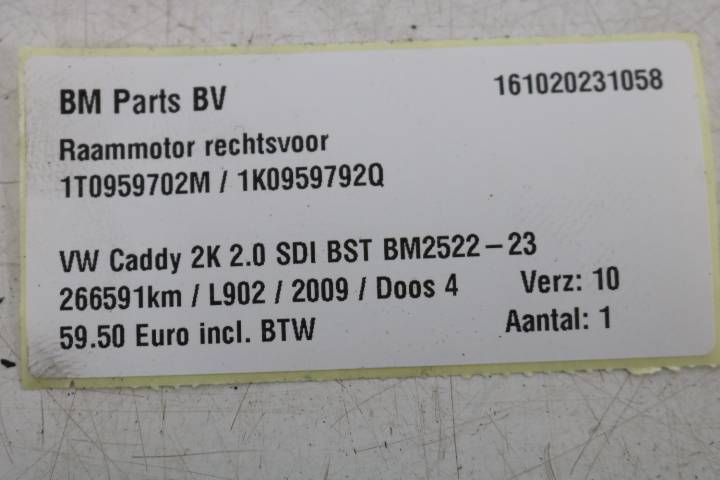 BM Parts BV 161020231058
Raammotor rechtsvoor
1T0959702M / 1K0959792Q
VW Caddy 2K 2.0 SDI BST BM2522-23
266591km / L902 / 2009 / Doos 4 Verz: 10
59.50 Euro incl. BTW Aantal: 1